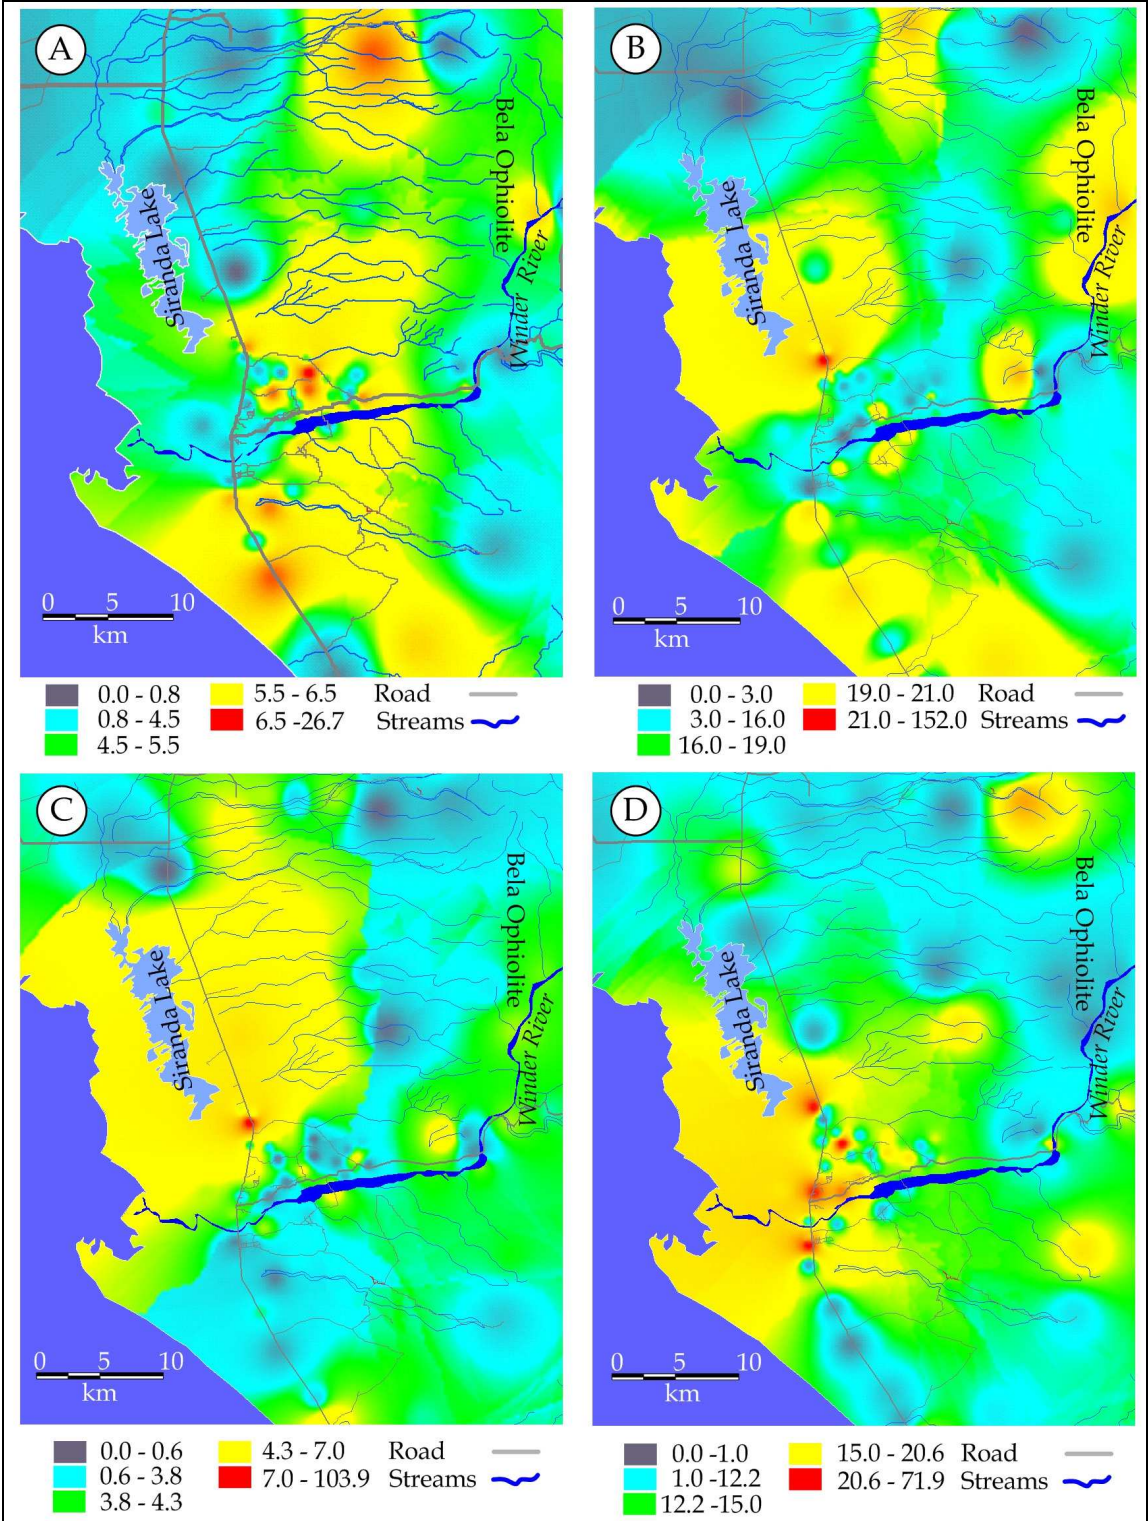 A
Bela Ophiolite
Siranda Lake
Winder River
0 5 10
km
0.0 - 0.8
0.8 - 4.5
4.5 - 5.5
5.5 - 6.5
6.5 -26.7
Road
Streams
B
Bela Ophiolite
Siranda Lake
Winder River
0 5 10
km
0.0 - 3.0
3.0 - 16.0
16.0 - 19.0
19.0 - 21.0
21.0 - 152.0
Road
Streams
C
Bela Ophiolite
Siranda Lake
Winder River
0 5 10
km
0.0 - 0.6
0.6 - 3.8
3.8 - 4.3
4.3 - 7.0
7.0 - 103.9
Road
Streams
D
Bela Ophiolite
Siranda Lake
Winder River
0 5 10
km
0.0 -1.0
1.0 -12.2
12.2 -15.0
15.0 - 20.6
20.6 - 71.9
Road
Streams